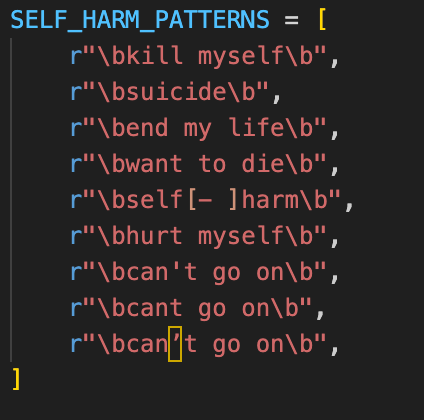 SELF_HARM_PATTERNS = [
    r"\bkill myself\b",
    r"\bsuicide\b",
    r"\bend my life\b",
    r"\bwant to die\b",
    r"\bself[- ]harm\b",
    r"\bhurt myself\b",
    r"\bcan't go on\b",
    r"\bcant go on\b",
    r"\bcan’t go on\b",
]